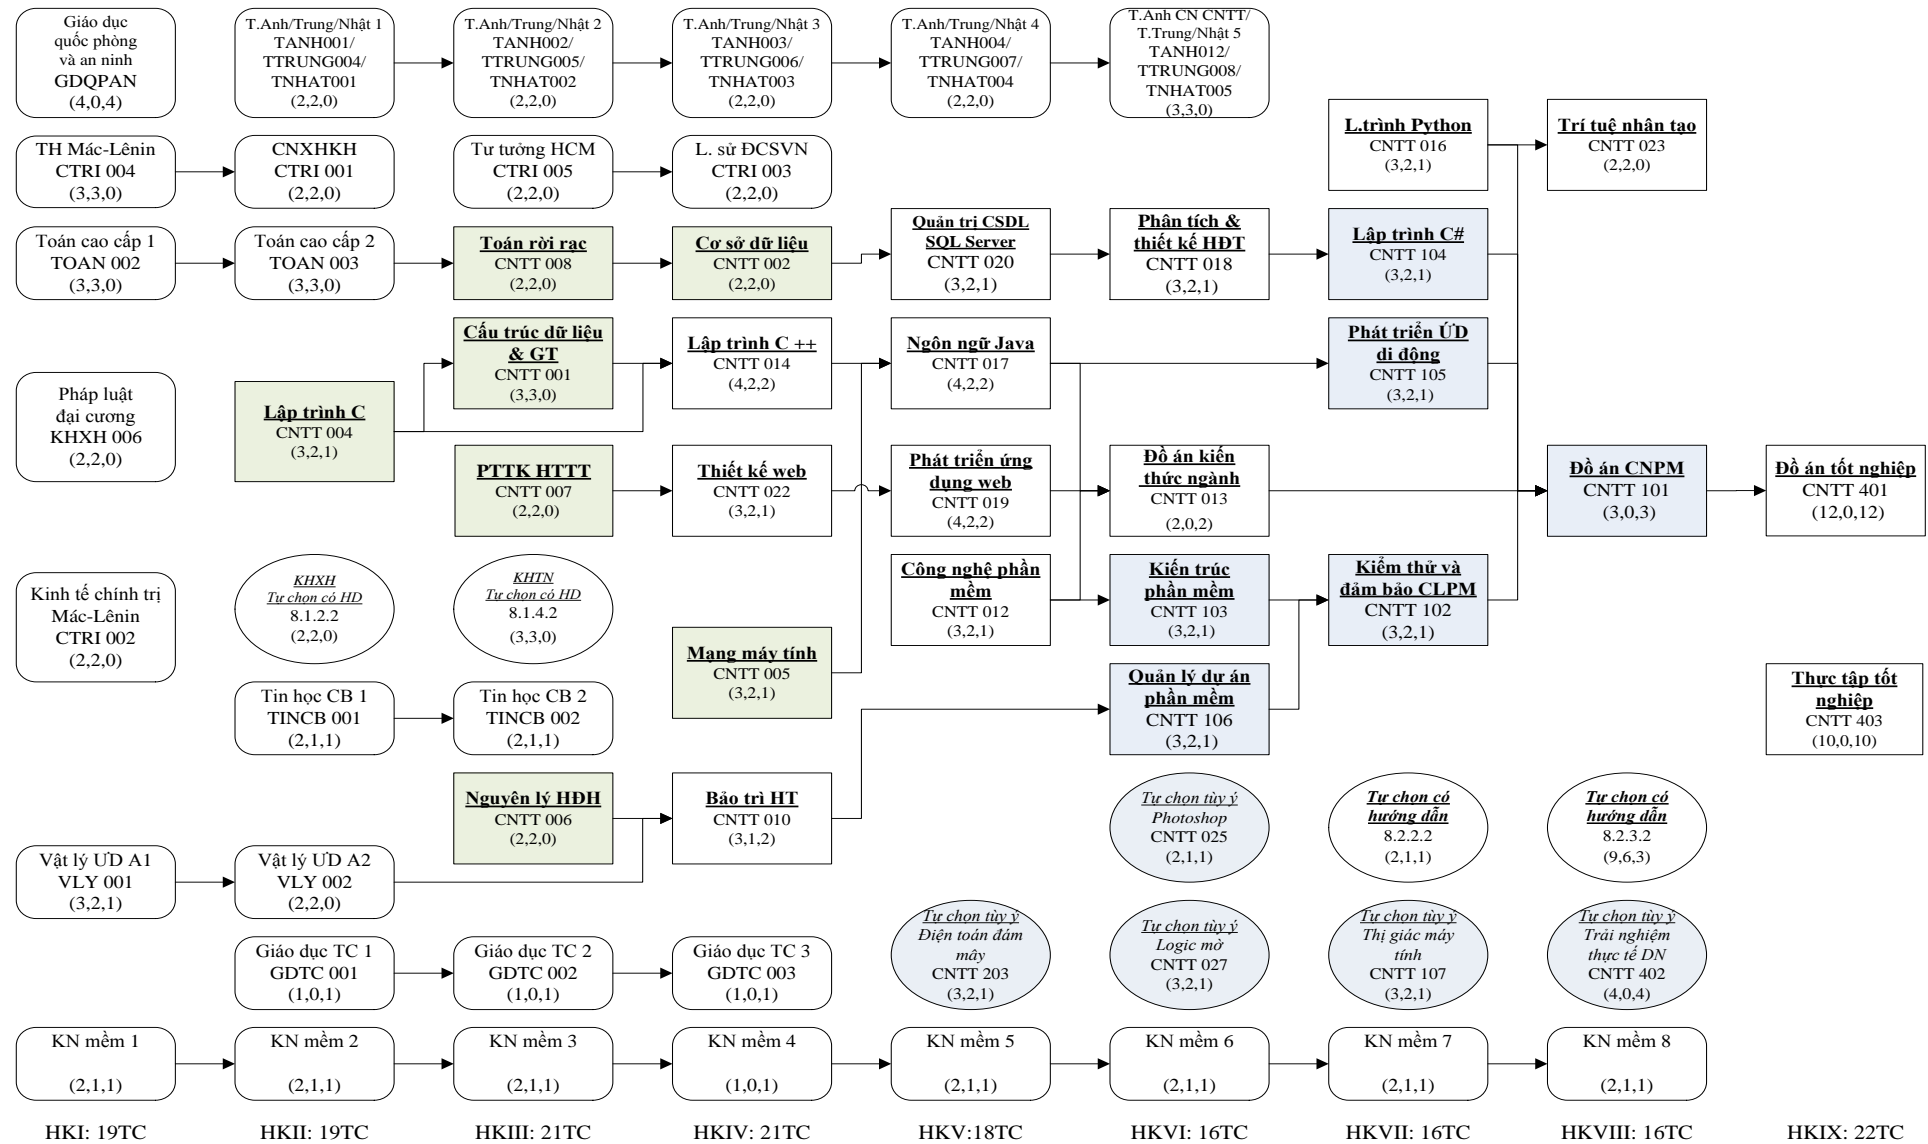 Giáo dục
quốc phòng
và an ninh
GDQPAN
(4,0,4)
T.Anh/Trung/Nhật 1
TANH001/
TTRUNG004/
TNHAT001
(2,2,0)
T.Anh/Trung/Nhật 2
TANH002/
TTRUNG005/
TNHAT002
(2,2,0)
T.Anh/Trung/Nhật 3
TANH003/
TTRUNG006/
TNHAT003
(2,2,0)
T.Anh/Trung/Nhật 4
TANH004/
TTRUNG007/
TNHAT004
(2,2,0)
T.Anh CN CNTT/
T.Trung/Nhật 5
TANH012/
TTRUNG008/
TNHAT005
(3,3,0)
L.trình Python
CNTT 016
(3,2,1)
Trí tuệ nhân tạo
CNTT 023
(2,2,0)
TH Mác-Lênin
CTRI 004
(3,3,0)
CNXHKH
CTRI 001
(2,2,0)
Tư tưởng HCM
CTRI 005
(2,2,0)
L. sử ĐCSVN
CTRI 003
(2,2,0)
Toán cao cấp 1
TOAN 002
(3,3,0)
Toán cao cấp 2
TOAN 003
(3,3,0)
Toán rời rạc
CNTT 008
(2,2,0)
Cơ sở dữ liệu
CNTT 002
(2,2,0)
Quản trị CSDL
SQL Server
CNTT 020
(3,2,1)
Phân tích &
thiết kế HĐT
CNTT 018
(3,2,1)
Lập trình C#
CNTT 104
(3,2,1)
Cấu trúc dữ liệu
& GT
CNTT 001
(3,3,0)
Lập trình C ++
CNTT 014
(4,2,2)
Ngôn ngữ Java
CNTT 017
(4,2,2)
Phát triển ỨD
di động
CNTT 105
(3,2,1)
Pháp luật
đại cương
KHXH 006
(2,2,0)
Lập trình C
CNTT 004
(3,2,1)
PTTK HTTT
CNTT 007
(2,2,0)
Thiết kế web
CNTT 022
(3,2,1)
Phát triển ứng
dụng web
CNTT 019
(4,2,2)
Đồ án kiến
thức ngành
CNTT 013
(2,0,2)
Đồ án CNPM
CNTT 101
(3,0,3)
Đồ án tốt nghiệp
CNTT 401
(12,0,12)
Kinh tế chính trị
Mác-Lênin
CTRI 002
(2,2,0)
KHXH
Tự chọn có HD
8.1.2.2
(2,2,0)
KHTN
Tự chọn có HD
8.1.4.2
(3,3,0)
Mạng máy tính
CNTT 005
(3,2,1)
Công nghệ phần
mềm
CNTT 012
(3,2,1)
Kiến trúc
phần mềm
CNTT 103
(3,2,1)
Kiểm thử và
đảm bảo CLPM
CNTT 102
(3,2,1)
Tin học CB 1
TINCB 001
(2,1,1)
Tin học CB 2
TINCB 002
(2,1,1)
Quản lý dự án
phần mềm
CNTT 106
(3,2,1)
Thực tập tốt
nghiệp
CNTT 403
(10,0,10)
Nguyên lý HĐH
CNTT 006
(2,2,0)
Bảo trì HT
CNTT 010
(3,1,2)
Tự chọn tùy ý
Photoshop
CNTT 025
(2,1,1)
Tự chọn có
hướng dẫn
8.2.2.2
(2,1,1)
Tự chọn có
hướng dẫn
8.2.3.2
(9,6,3)
Vật lý ƯD A1
VLY 001
(3,2,1)
Vật lý ƯD A2
VLY 002
(2,2,0)
Giáo dục TC 1
GDTC 001
(1,0,1)
Giáo dục TC 2
GDTC 002
(1,0,1)
Giáo dục TC 3
GDTC 003
(1,0,1)
Tự chọn tùy ý
Điện toán đám
mây
CNTT 203
(3,2,1)
Tự chọn tùy ý
Logic mờ
CNTT 027
(3,2,1)
Tự chọn tùy ý
Thị giác máy
tính
CNTT 107
(3,2,1)
Tự chọn tùy ý
Trải nghiệm
thực tế DN
CNTT 402
(4,0,4)
KN mềm 1
(2,1,1)
KN mềm 2
(2,1,1)
KN mềm 3
(2,1,1)
KN mềm 4
(1,0,1)
KN mềm 5
(2,1,1)
KN mềm 6
(2,1,1)
KN mềm 7
(2,1,1)
KN mềm 8
(2,1,1)
HKI: 19TC
HKII: 19TC
HKIII: 21TC
HKIV: 21TC
HKV:18TC
HKVI: 16TC
HKVII: 16TC
HKVIII: 16TC
HKIX: 22TC